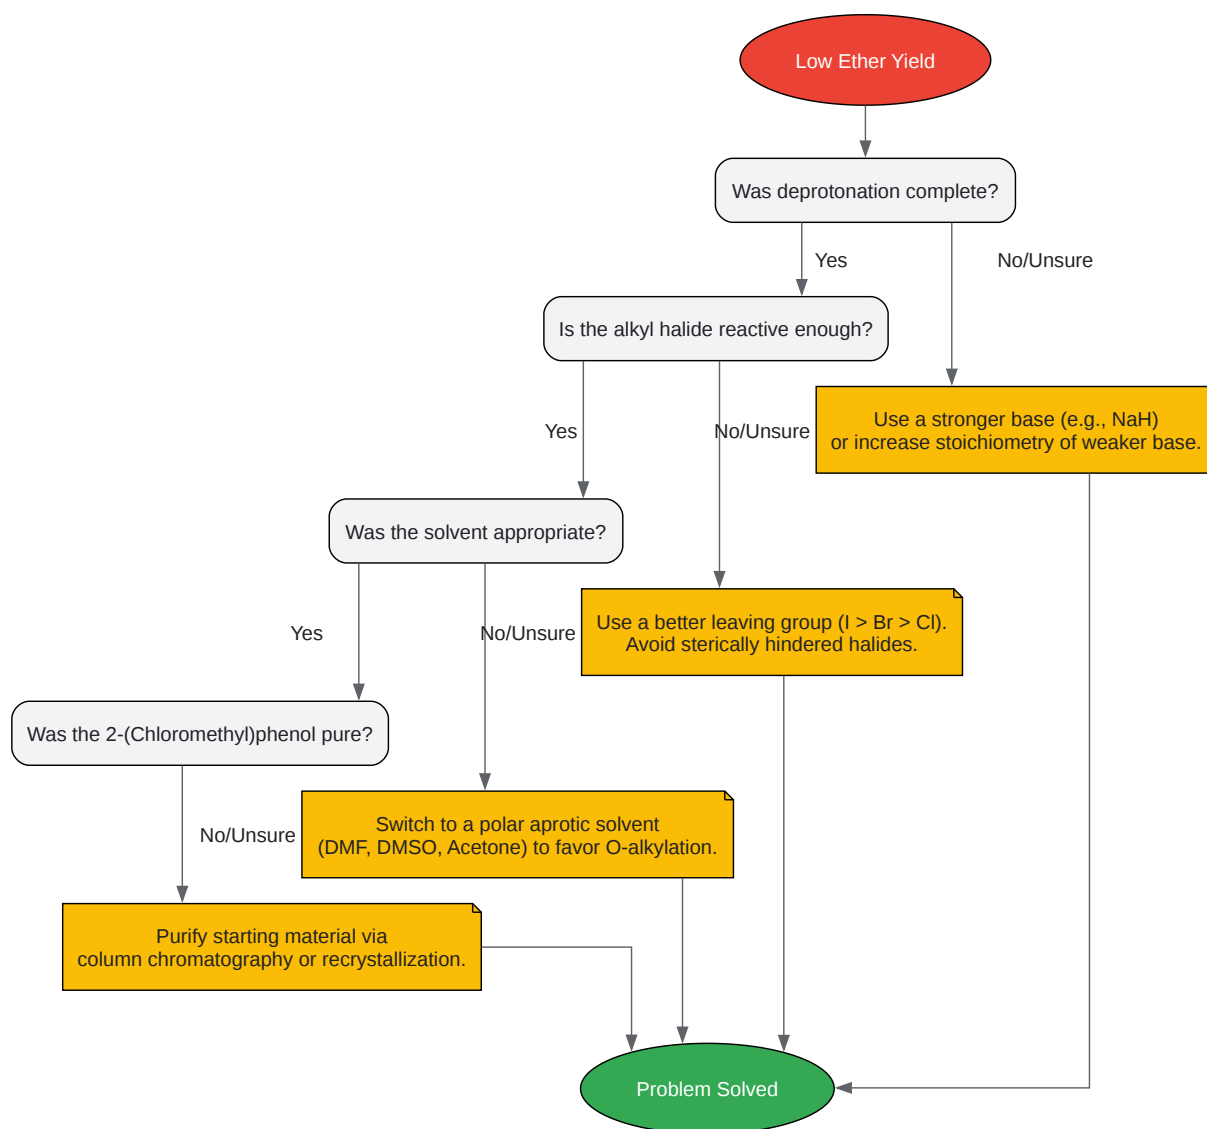 Low Ether Yield
Was deprotonation complete?
Yes
No/Unsure
Is the alkyl halide reactive enough?
Use a stronger base (e.g., NaH)
or increase stoichiometry of weaker base.
Yes
No/Unsure
Was the solvent appropriate?
Use a better leaving group (I > Br > Cl).
Avoid sterically hindered halides.
Yes
No/Unsure
Was the 2-(Chloromethyl)phenol pure?
Switch to a polar aprotic solvent
(DMF, DMSO, Acetone) to favor O-alkylation.
No/Unsure
Purify starting material via
column chromatography or recrystallization.
Problem Solved